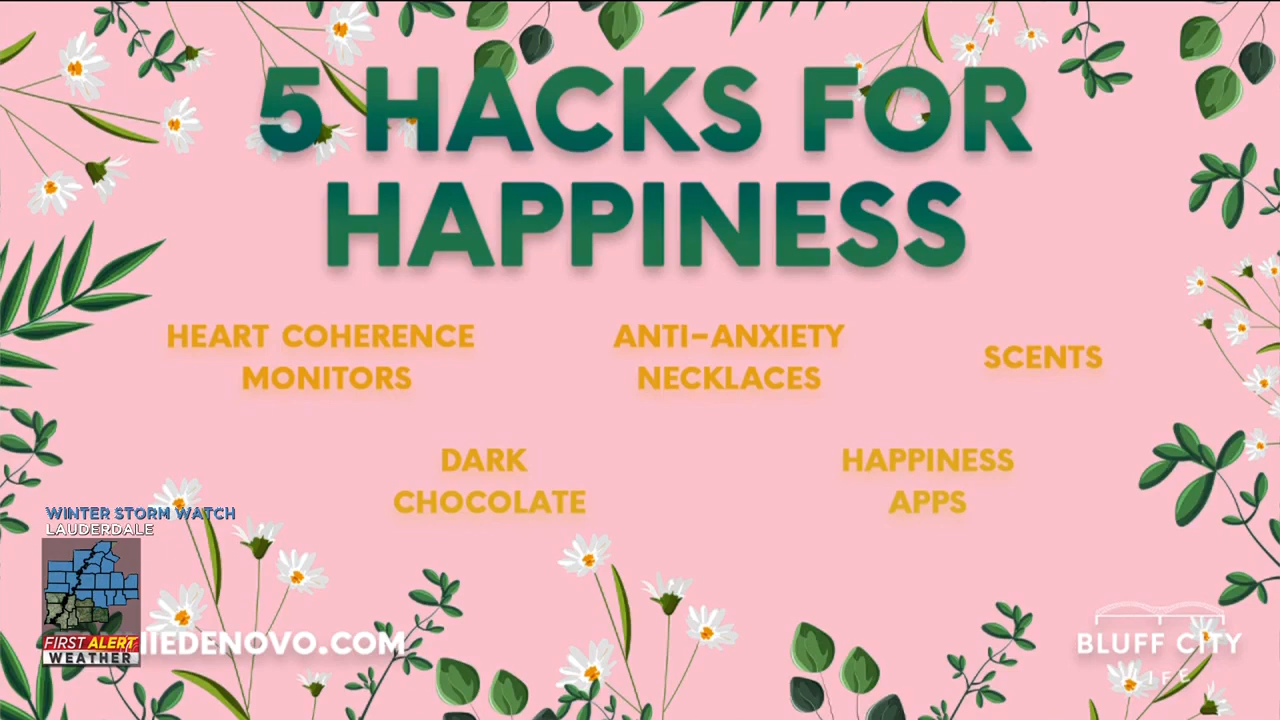 5 HACKS FOR
HAPPINESS
HEART COHERENCE
MONITORS
ANTI-ANXIETY
NECKLACES
SCENTS
DARK
CHOCOLATE
HAPPINESS
APPS
WINTER STORM WATCH
LAUDERDALE
FIRST ALERT
WEATHER
BLUFF CITY
LIFE